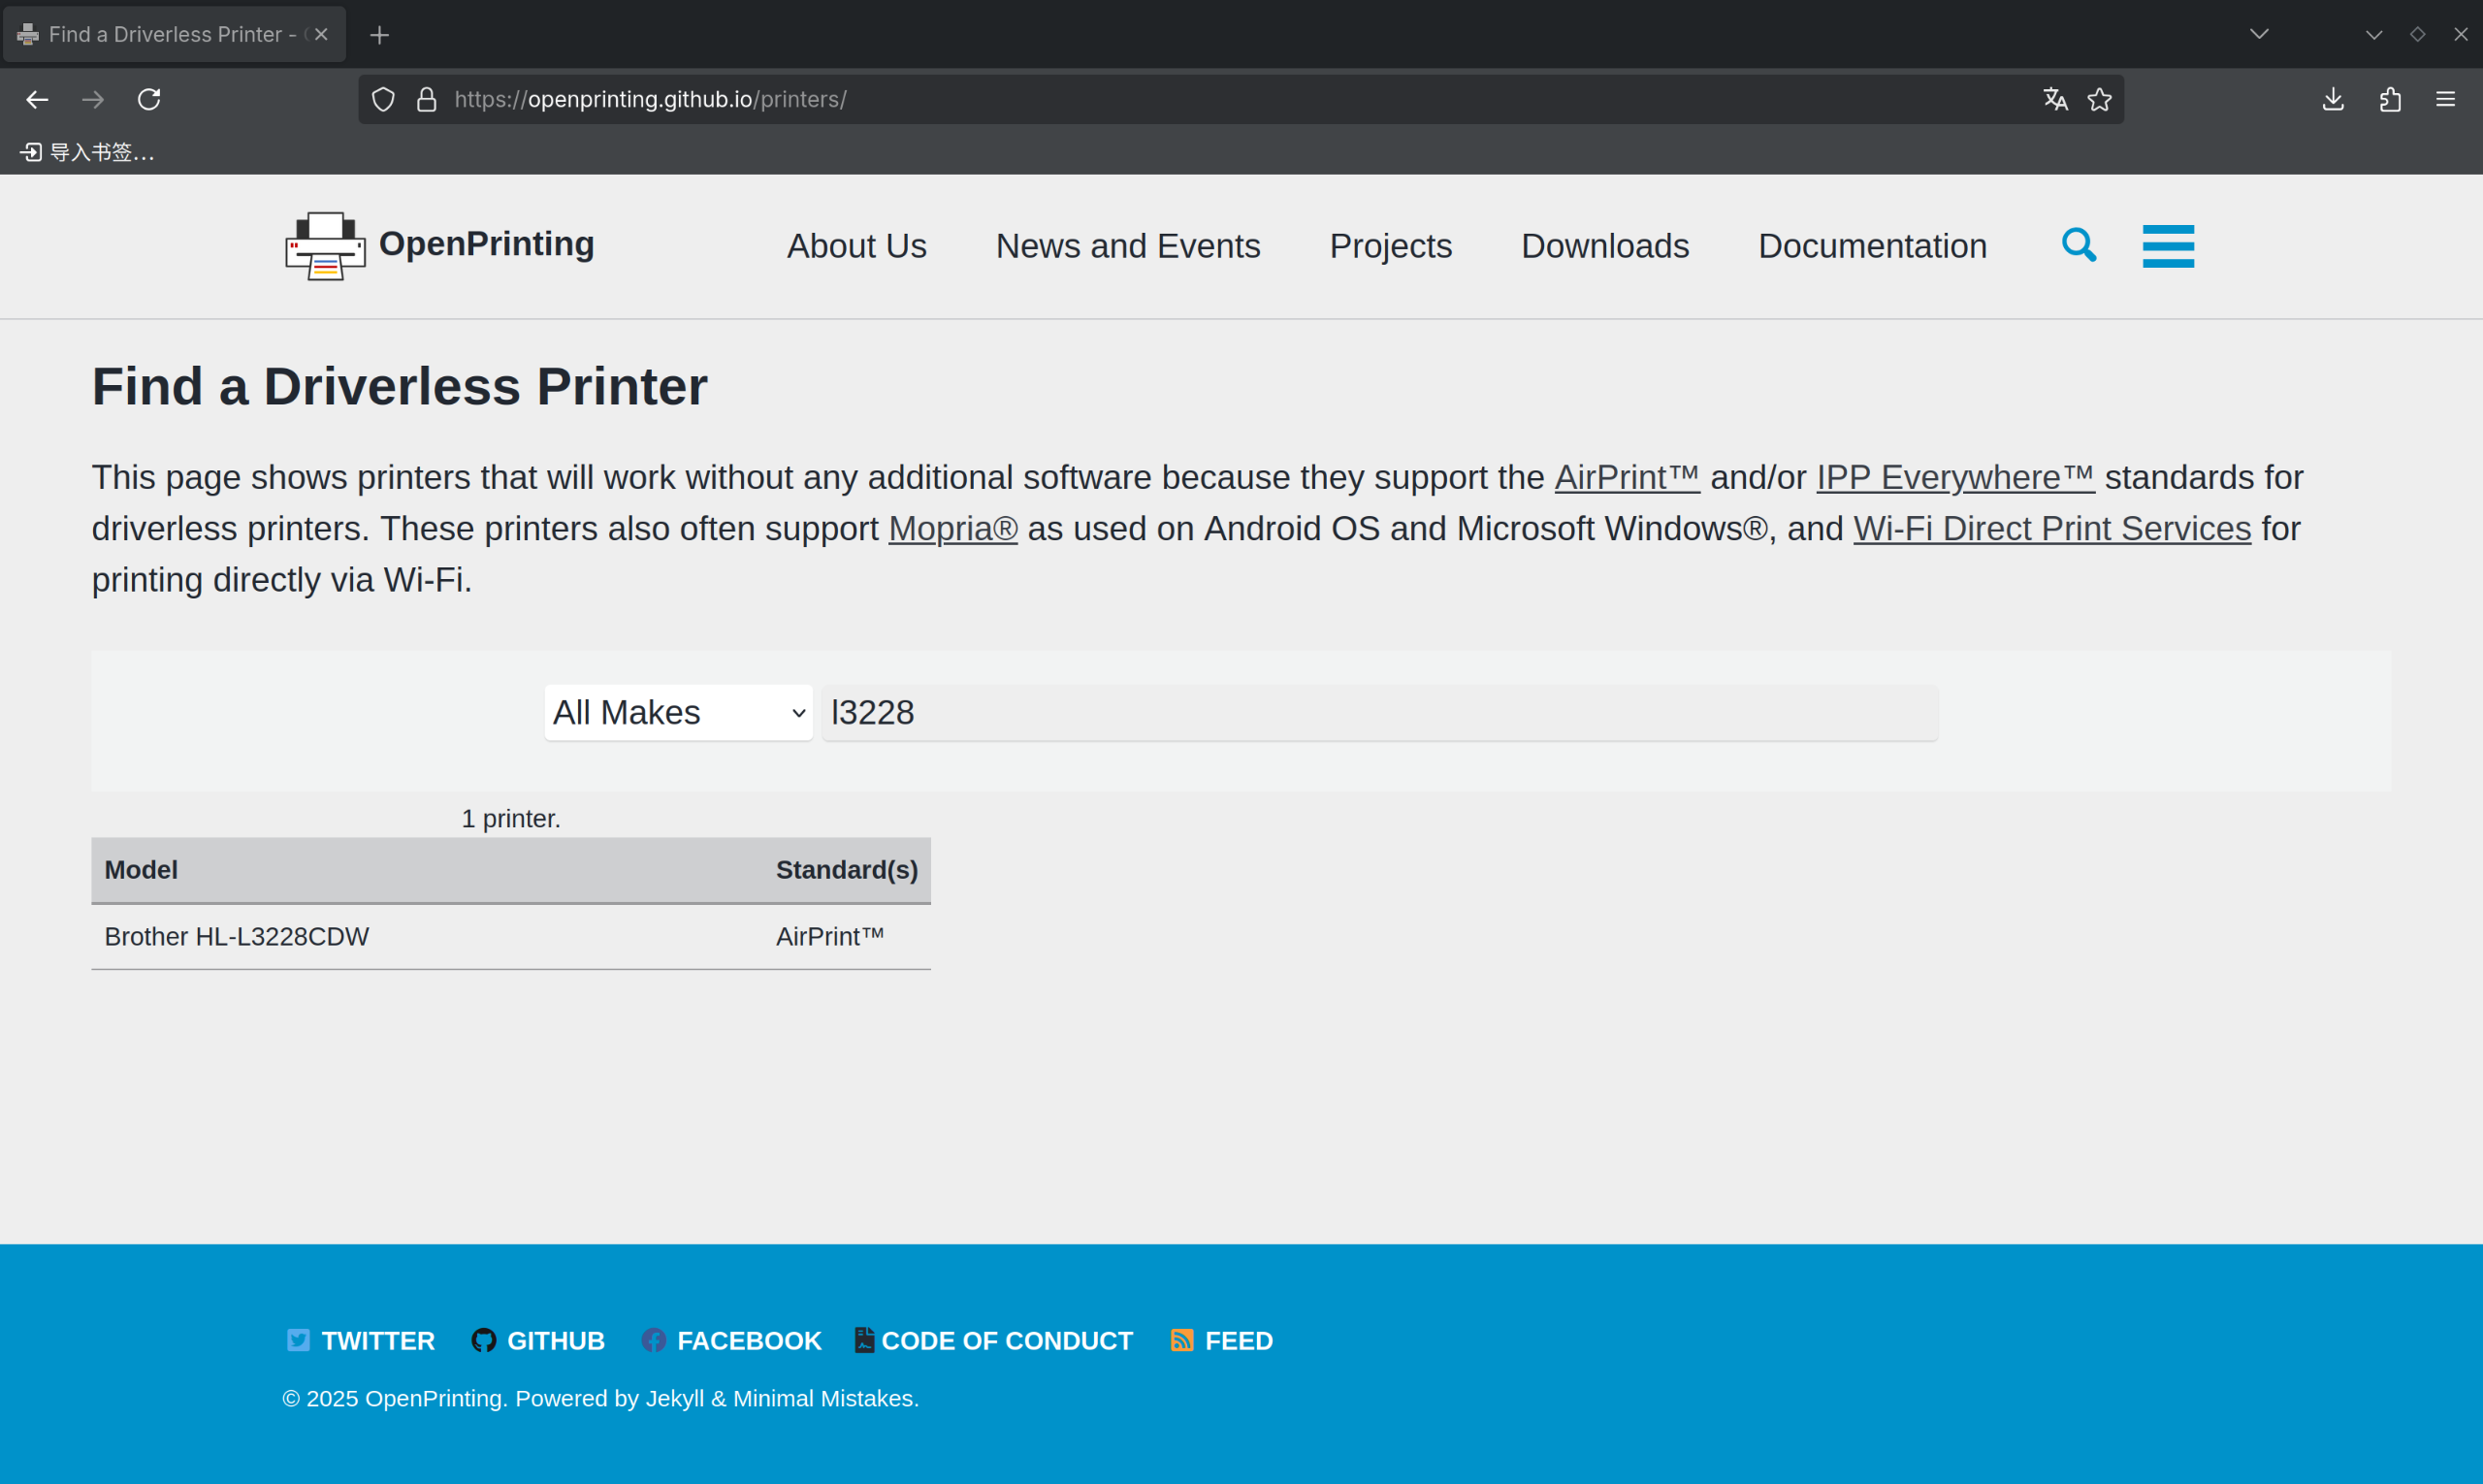 Find a Driverless Printer -
https://openprinting.github.io/printers/
导入书签…
OpenPrinting
About Us
News and Events
Projects
Downloads
Documentation
Find a Driverless Printer
This page shows printers that will work without any additional software because they support the AirPrint™ and/or IPP Everywhere™ standards for
driverless printers. These printers also often support Mopria® as used on Android OS and Microsoft Windows®, and Wi-Fi Direct Print Services for
printing directly via Wi-Fi.
All Makes
l3228
1 printer.
Model Standard(s)
Brother HL-L3228CDW AirPrint™
TWITTER GITHUB FACEBOOK CODE OF CONDUCT FEED
© 2025 OpenPrinting. Powered by Jekyll & Minimal Mistakes.